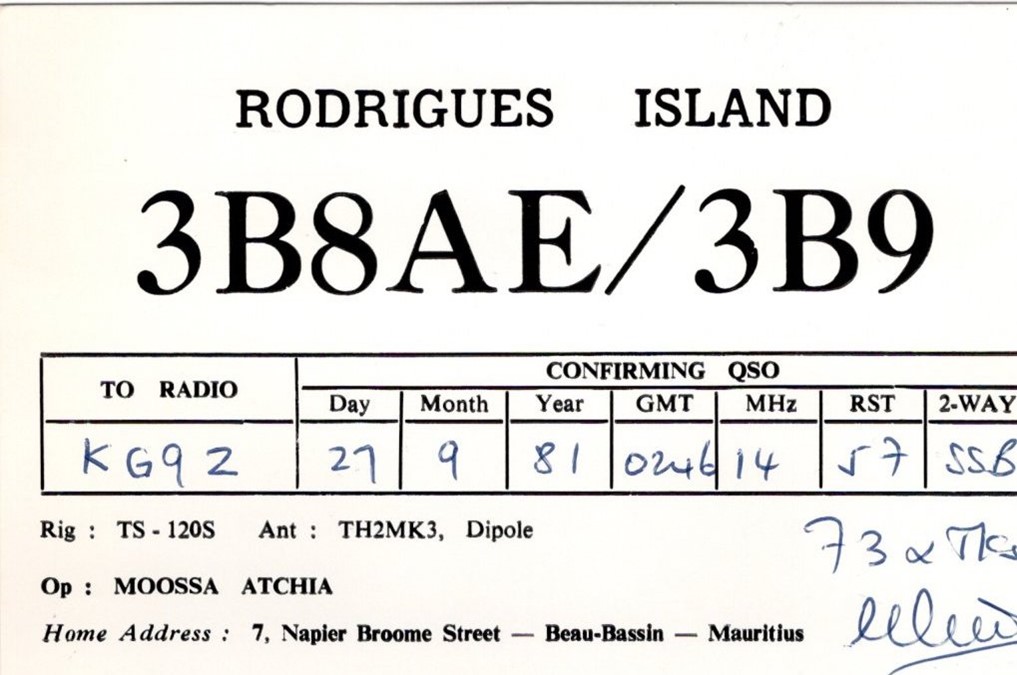 RODRIGUES ISLAND
3B8AE/3B9
TO RADIO CONFIRMING QSO
Day Month Year GMT MHz RST 2-WAY
KG9Z 27 9 81 0246 14 57 SSB
Rig : TS - 120S Ant : TH2MK3, Dipole
73 & Tks
Op : MOOSSA ATCHIA
Home Address : 7, Napier Broome Street — Beau-Bassin — Mauritius